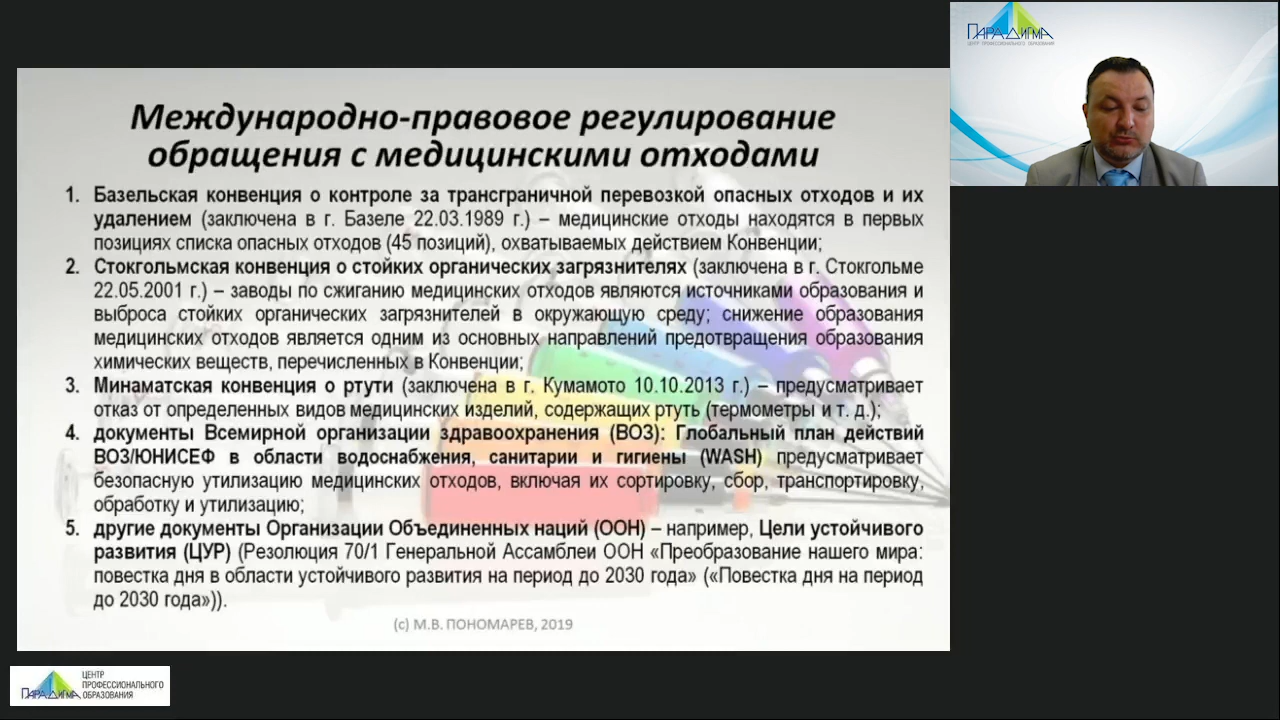 ПАРАДИГМА
ЦЕНТР ПРОФЕССИОНАЛЬНОГО ОБРАЗОВАНИЯ
Международно-правовое регулирование
обращения с медицинскими отходами
1. Базельская конвенция о контроле за трансграничной перевозкой опасных отходов и их
удалением (заключена в г. Базеле 22.03.1989 г.) – медицинские отходы находятся в первых
позициях списка опасных отходов (45 позиций), охватываемых действием Конвенции;
2. Стокгольмская конвенция о стойких органических загрязнителях (заключена в г. Стокгольме
22.05.2001 г.) – заводы по сжиганию медицинских отходов являются источниками образования и
выброса стойких органических загрязнителей в окружающую среду; снижение образования
медицинских отходов является одним из основных направлений предотвращения образования
химических веществ, перечисленных в Конвенции;
3. Минаматская конвенция о ртути (заключена в г. Кумамото 10.10.2013 г.) – предусматривает
отказ от определенных видов медицинских изделий, содержащих ртуть (термометры и т. д.);
4. документы Всемирной организации здравоохранения (ВОЗ): Глобальный план действий
ВОЗ/ЮНИСЕФ в области водоснабжения, санитарии и гигиены (WASH) предусматривает
безопасную утилизацию медицинских отходов, включая их сортировку, сбор, транспортировку,
обработку и утилизацию;
5. другие документы Организации Объединенных наций (ООН) – например, Цели устойчивого
развития (ЦУР) (Резолюция 70/1 Генеральной Ассамблеи ООН «Преобразование нашего мира:
повестка дня в области устойчивого развития на период до 2030 года» («Повестка дня на период
до 2030 года»)).
(с) М.В. ПОНОМАРЕВ, 2019
ПАРАДИГМА
ЦЕНТР
ПРОФЕССИОНАЛЬНОГО
ОБРАЗОВАНИЯ